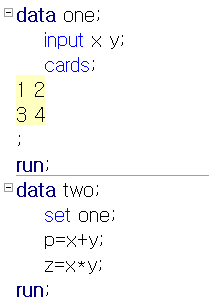 data one;
input x y;
cards;
1 2
3 4
;
run;
data two;
set one;
p=x+y;
z=x*y;
run;